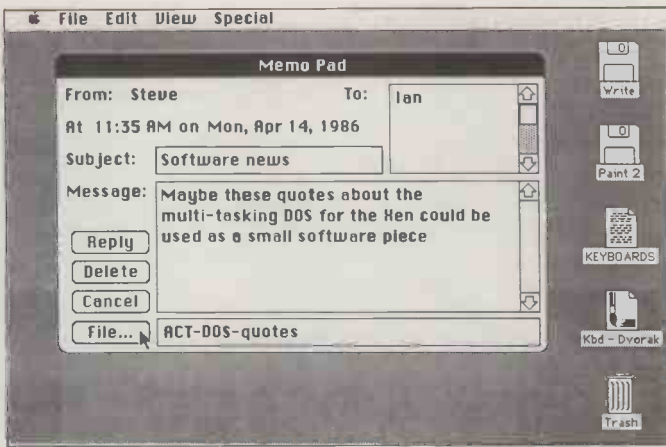 File Edit View Special
Memo Pad
From: Steve To: Ian
At 11:35 AM on Mon, Apr 14, 1986
Subject: Software news
Message: Maybe these quotes about the
multi-tasking DOS for the Xen could be
used as a small software piece
Reply
Delete
Cancel
File... ACT-DOS-quotes
Write
Paint 2
KEYBOARDS
Kbd - Dvorak
Trash